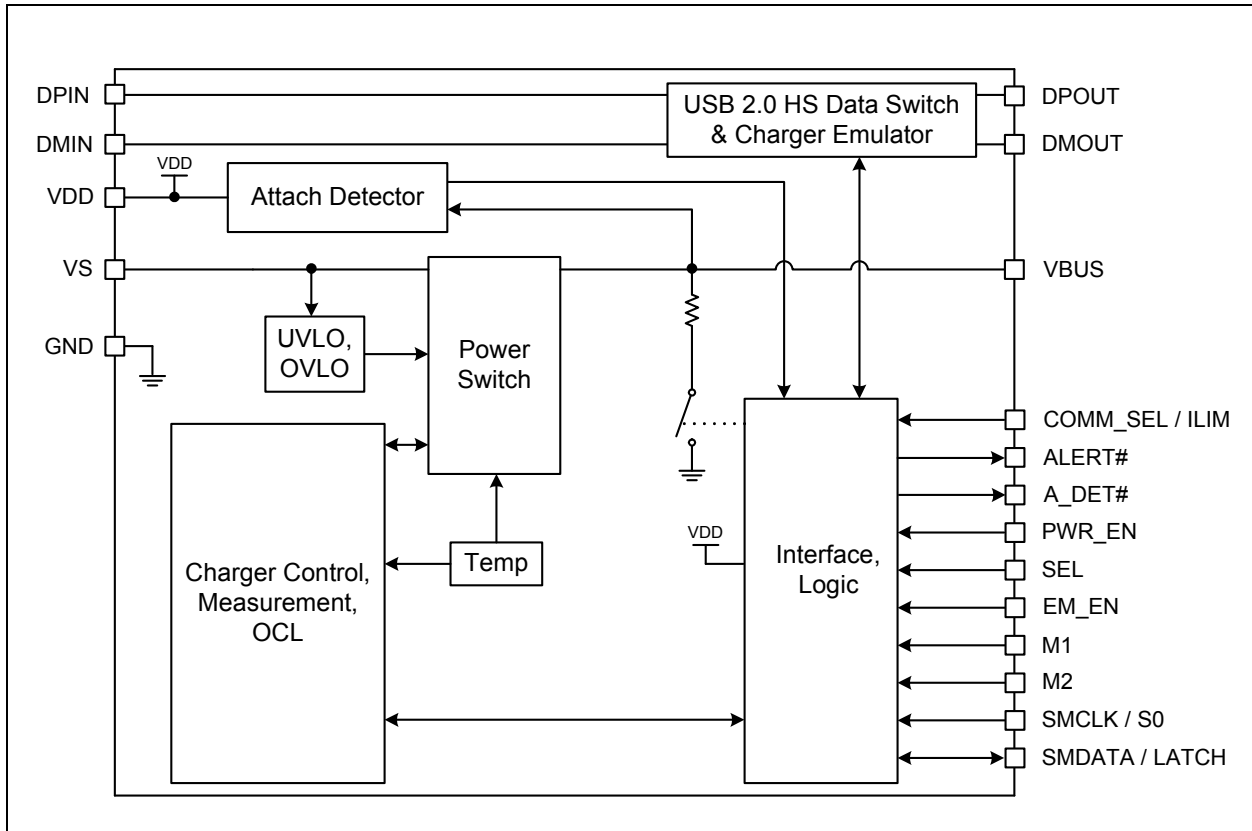 DPIN
DMIN
VDD
VDD
VS
GND
USB 2.0 HS Data Switch
& Charger Emulator
Attach Detector
UVLO,
OVLO
Power
Switch
Charger Control,
Measurement,
OCL
Temp
VDD
Interface,
Logic
DPOUT
DMOUT
VBUS
COMM_SEL / ILIM
ALERT#
A_DET#
PWR_EN
SEL
EM_EN
M1
M2
SMCLK / S0
SMDATA / LATCH